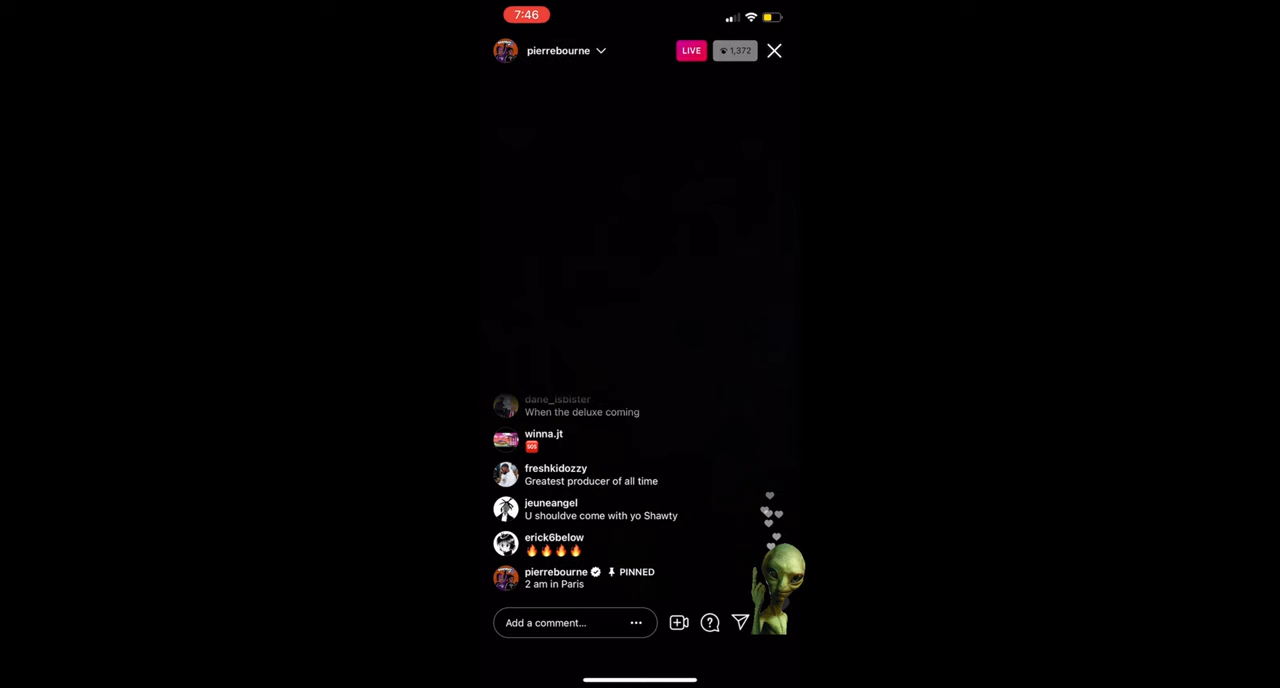 7:46
pierrebourne
LIVE
1,372
dane_isbister
When the deluxe coming
winna.jt
SOS
freshkidozzy
Greatest producer of all time
jeuneangel
U shouldve come with yo Shawty
erick6below
pierrebourne PINNED
2 am in Paris
Add a comment...